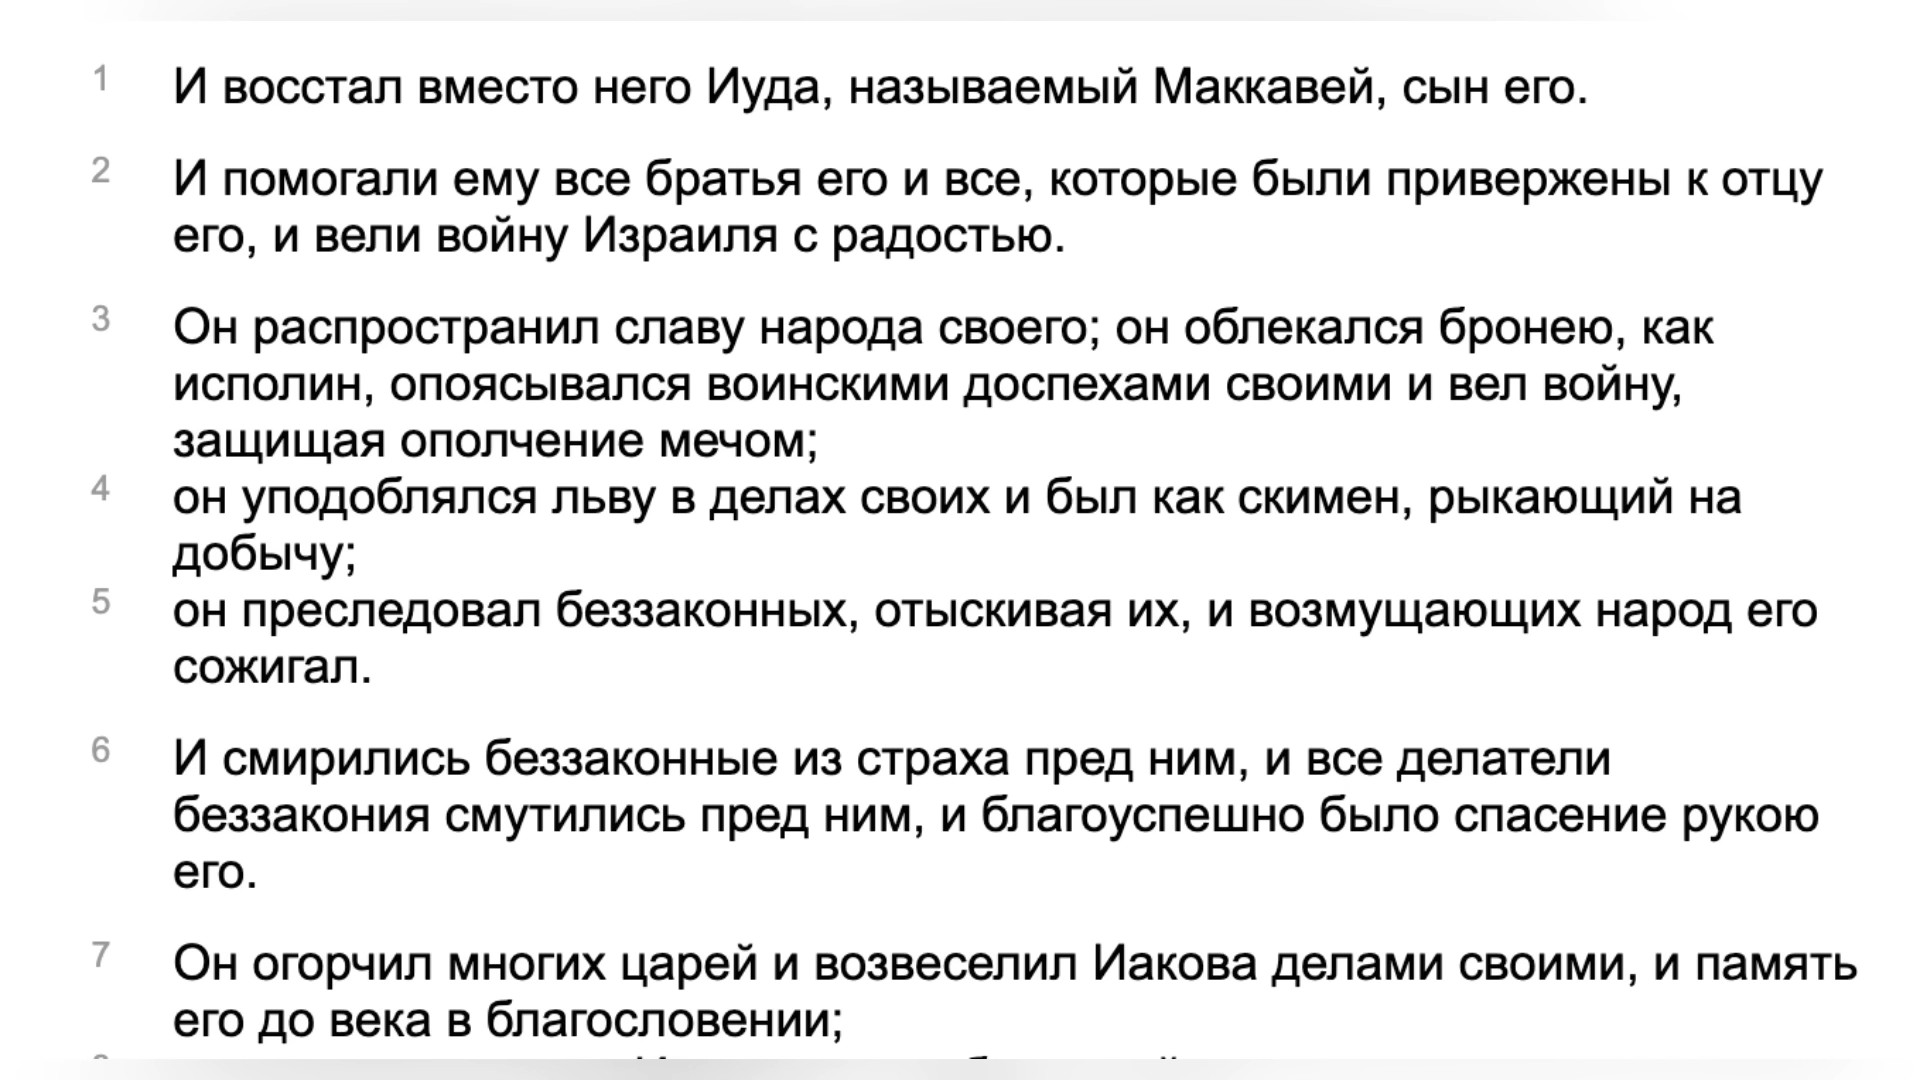 1 И восстал вместо него Иуда, называемый Маккавей, сын его.
2 И помогали ему все братья его и все, которые были привержены к отцу
его, и вели войну Израиля с радостью.
3 Он распространил славу народа своего; он облекался бронею, как
исполин, опоясывался воинскими доспехами своими и вел войну,
защищая ополчение мечом;
4 он уподоблялся льву в делах своих и был как скимен, рыкающий на
добычу;
5 он преследовал беззаконных, отыскивая их, и возмущающих народ его
сожигал.
6 И смирились беззаконные из страха пред ним, и все делатели
беззакония смутились пред ним, и благоуспешно было спасение рукою
его.
7 Он огорчил многих царей и возвеселил Иакова делами своими, и память
его до века в благословении;